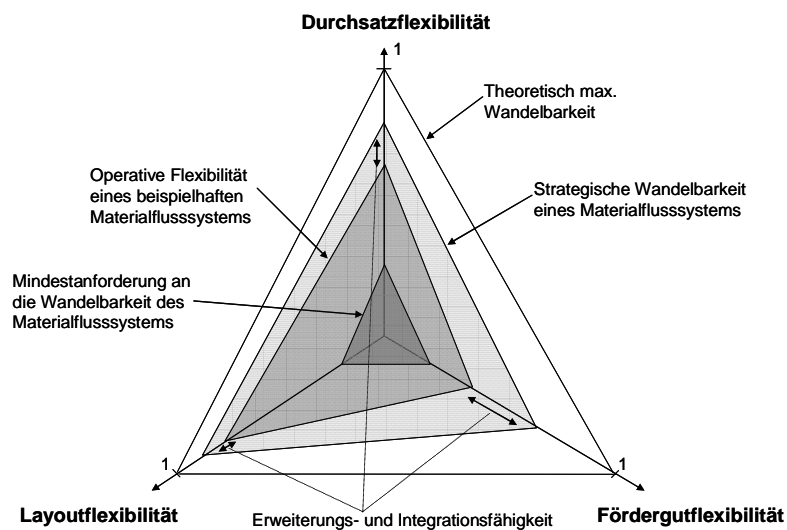 Durchsatzflexibilität
1
Theoretisch max.
Wandelbarkeit
Operative Flexibilität
eines beispielhaften
Materialflusssystems
Strategische Wandelbarkeit
eines Materialflusssystems
Mindestanforderung an
die Wandelbarkeit des
Materialflusssystems
1
1
Layoutflexibilität
Erweiterungs- und Integrationsfähigkeit
Fördergutflexibilität